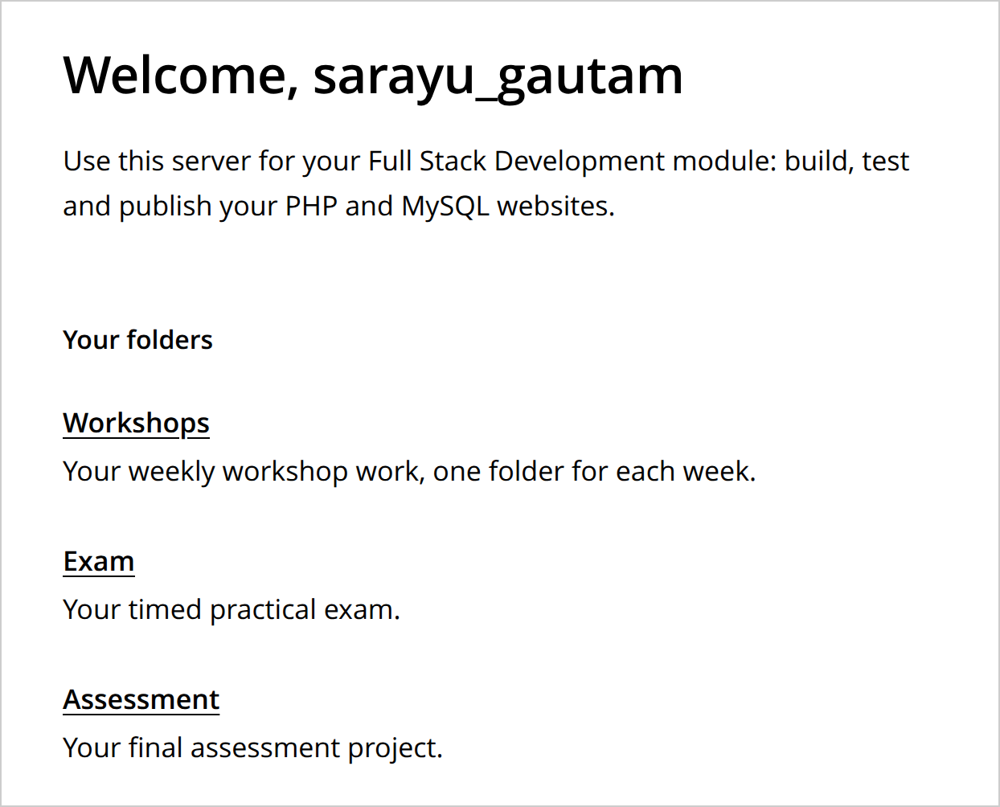 Welcome, sarayu_gautam
Use this server for your Full Stack Development module: build, test
and publish your PHP and MySQL websites.
Your folders
Workshops
Your weekly workshop work, one folder for each week.
Exam
Your timed practical exam.
Assessment
Your final assessment project.